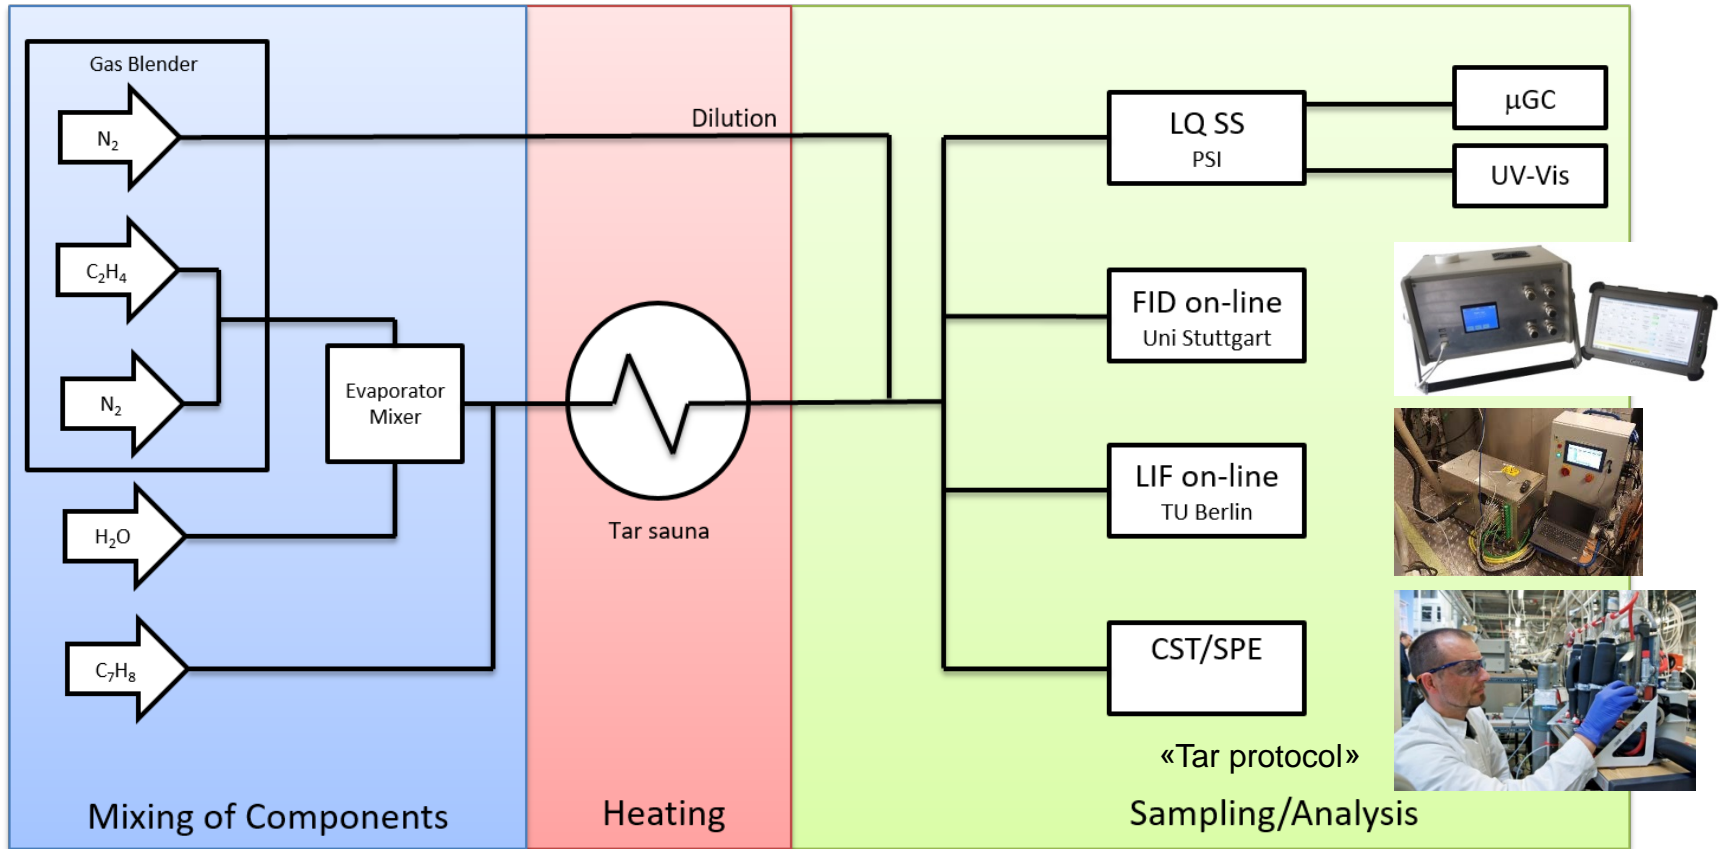 Gas Blender
N₂
Dilution
C₂H₄
N₂
Evaporator
Mixer
H₂O
C₇H₈
Tar sauna
LQ SS
PSI
µGC
UV-Vis
FID on-line
Uni Stuttgart
LIF on-line
TU Berlin
CST/SPE
«Tar protocol»
Mixing of Components
Heating
Sampling/Analysis